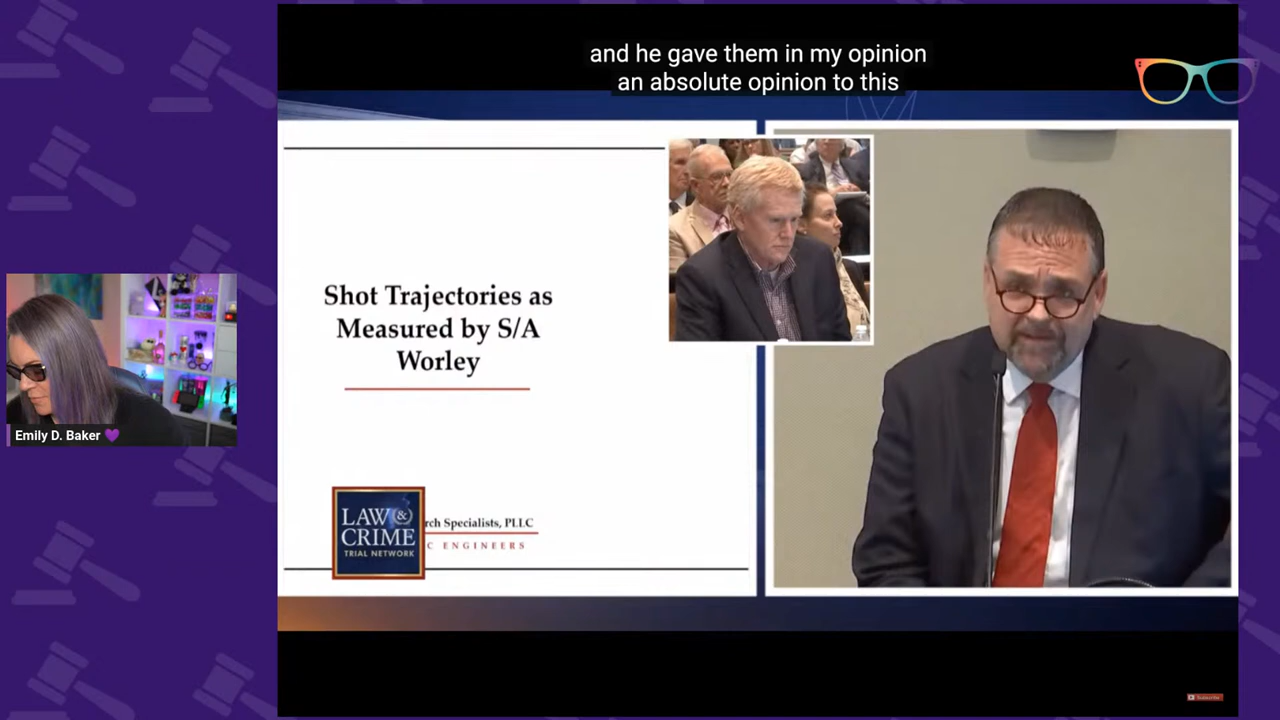 and he gave them in my opinion
an absolute opinion to this
Shot Trajectories as
Measured by S/A
Worley
Emily D. Baker 💜
LAW &
CRIME
TRIAL NETWORK
rch Specialists, PLLC
C ENGINEERS
Subscribe